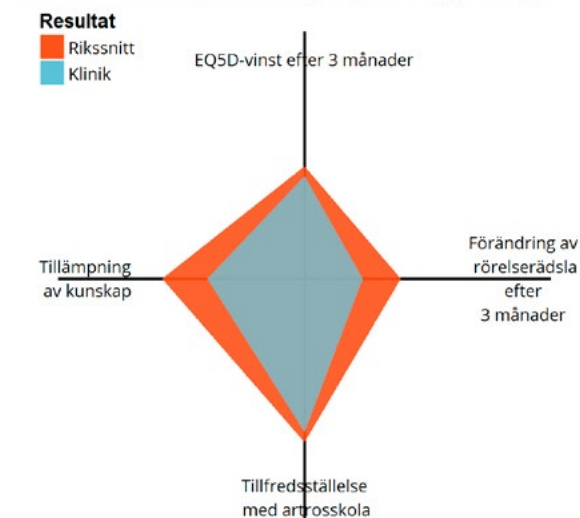 Resultat
Rikssnitt
Klinik
EQ5D-vinst efter 3 månader
Förändring av
rörelserädsla
efter
3 månader
Tillämpning
av kunskap
Tillfredsställelse
med artrosskola